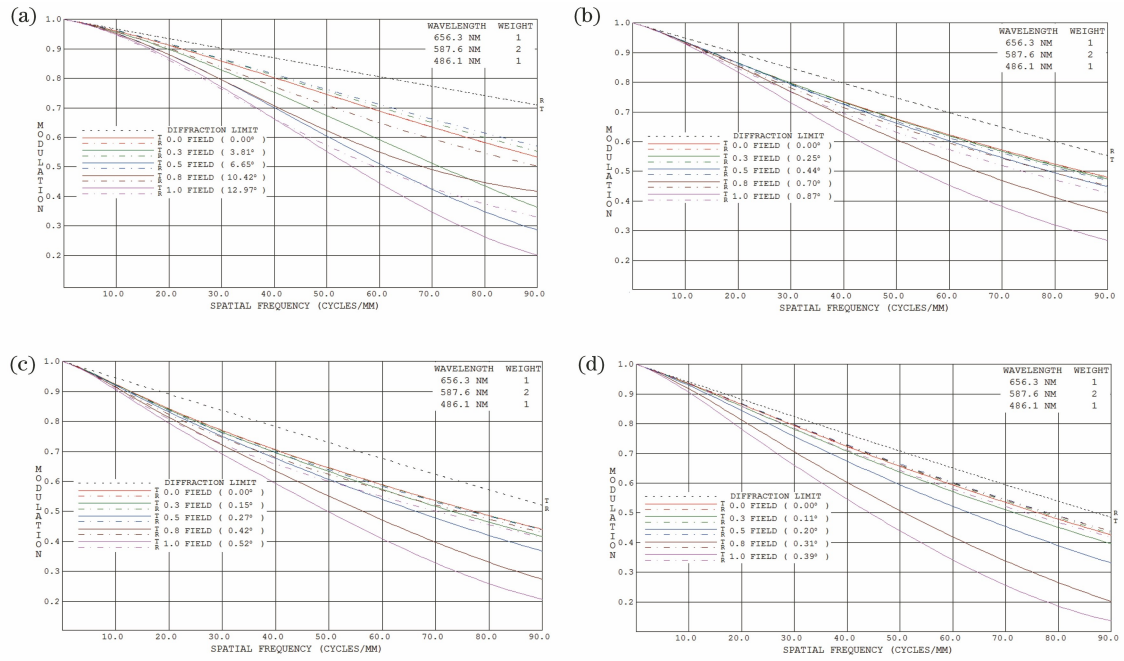 (a)
1.0
0.9
0.8
0.7
0.6
0.5
0.4
0.3
0.2
MODULATION
WAVELENGTH WEIGHT
656.3 NM 1
587.6 NM 2
486.1 NM 1
R
T
DIFFRACTION LIMIT
T R 0.0 FIELD ( 0.00° )
T R 0.3 FIELD ( 3.81° )
T R 0.5 FIELD ( 6.65° )
T R 0.8 FIELD ( 10.42° )
T R 1.0 FIELD ( 12.97° )
10.0 20.0 30.0 40.0 50.0 60.0 70.0 80.0 90.0
SPATIAL FREQUENCY (CYCLES/MM)
(b)
1.0
0.9
0.8
0.7
0.6
0.5
0.4
0.3
0.2
MODULATION
WAVELENGTH WEIGHT
656.3 NM 1
587.6 NM 2
486.1 NM 1
R
T
DIFFRACTION LIMIT
T R 0.0 FIELD ( 0.00° )
T R 0.3 FIELD ( 0.25° )
T R 0.5 FIELD ( 0.44° )
T R 0.8 FIELD ( 0.70° )
T R 1.0 FIELD ( 0.87° )
10.0 20.0 30.0 40.0 50.0 60.0 70.0 80.0 90.0
SPATIAL FREQUENCY (CYCLES/MM)
(c)
1.0
0.9
0.8
0.7
0.6
0.5
0.4
0.3
0.2
MODULATION
WAVELENGTH WEIGHT
656.3 NM 1
587.6 NM 2
486.1 NM 1
T
R
DIFFRACTION LIMIT
T R 0.0 FIELD ( 0.00° )
T R 0.3 FIELD ( 0.15° )
T R 0.5 FIELD ( 0.27° )
T R 0.8 FIELD ( 0.42° )
T R 1.0 FIELD ( 0.52° )
10.0 20.0 30.0 40.0 50.0 60.0 70.0 80.0 90.0
SPATIAL FREQUENCY (CYCLES/MM)
(d)
1.0
0.9
0.8
0.7
0.6
0.5
0.4
0.3
0.2
MODULATION
WAVELENGTH WEIGHT
656.3 NM 1
587.6 NM 2
486.1 NM 1
R
T
DIFFRACTION LIMIT
T R 0.0 FIELD ( 0.00° )
T R 0.3 FIELD ( 0.11° )
T R 0.5 FIELD ( 0.20° )
T R 0.8 FIELD ( 0.31° )
T R 1.0 FIELD ( 0.39° )
10.0 20.0 30.0 40.0 50.0 60.0 70.0 80.0 90.0
SPATIAL FREQUENCY (CYCLES/MM)